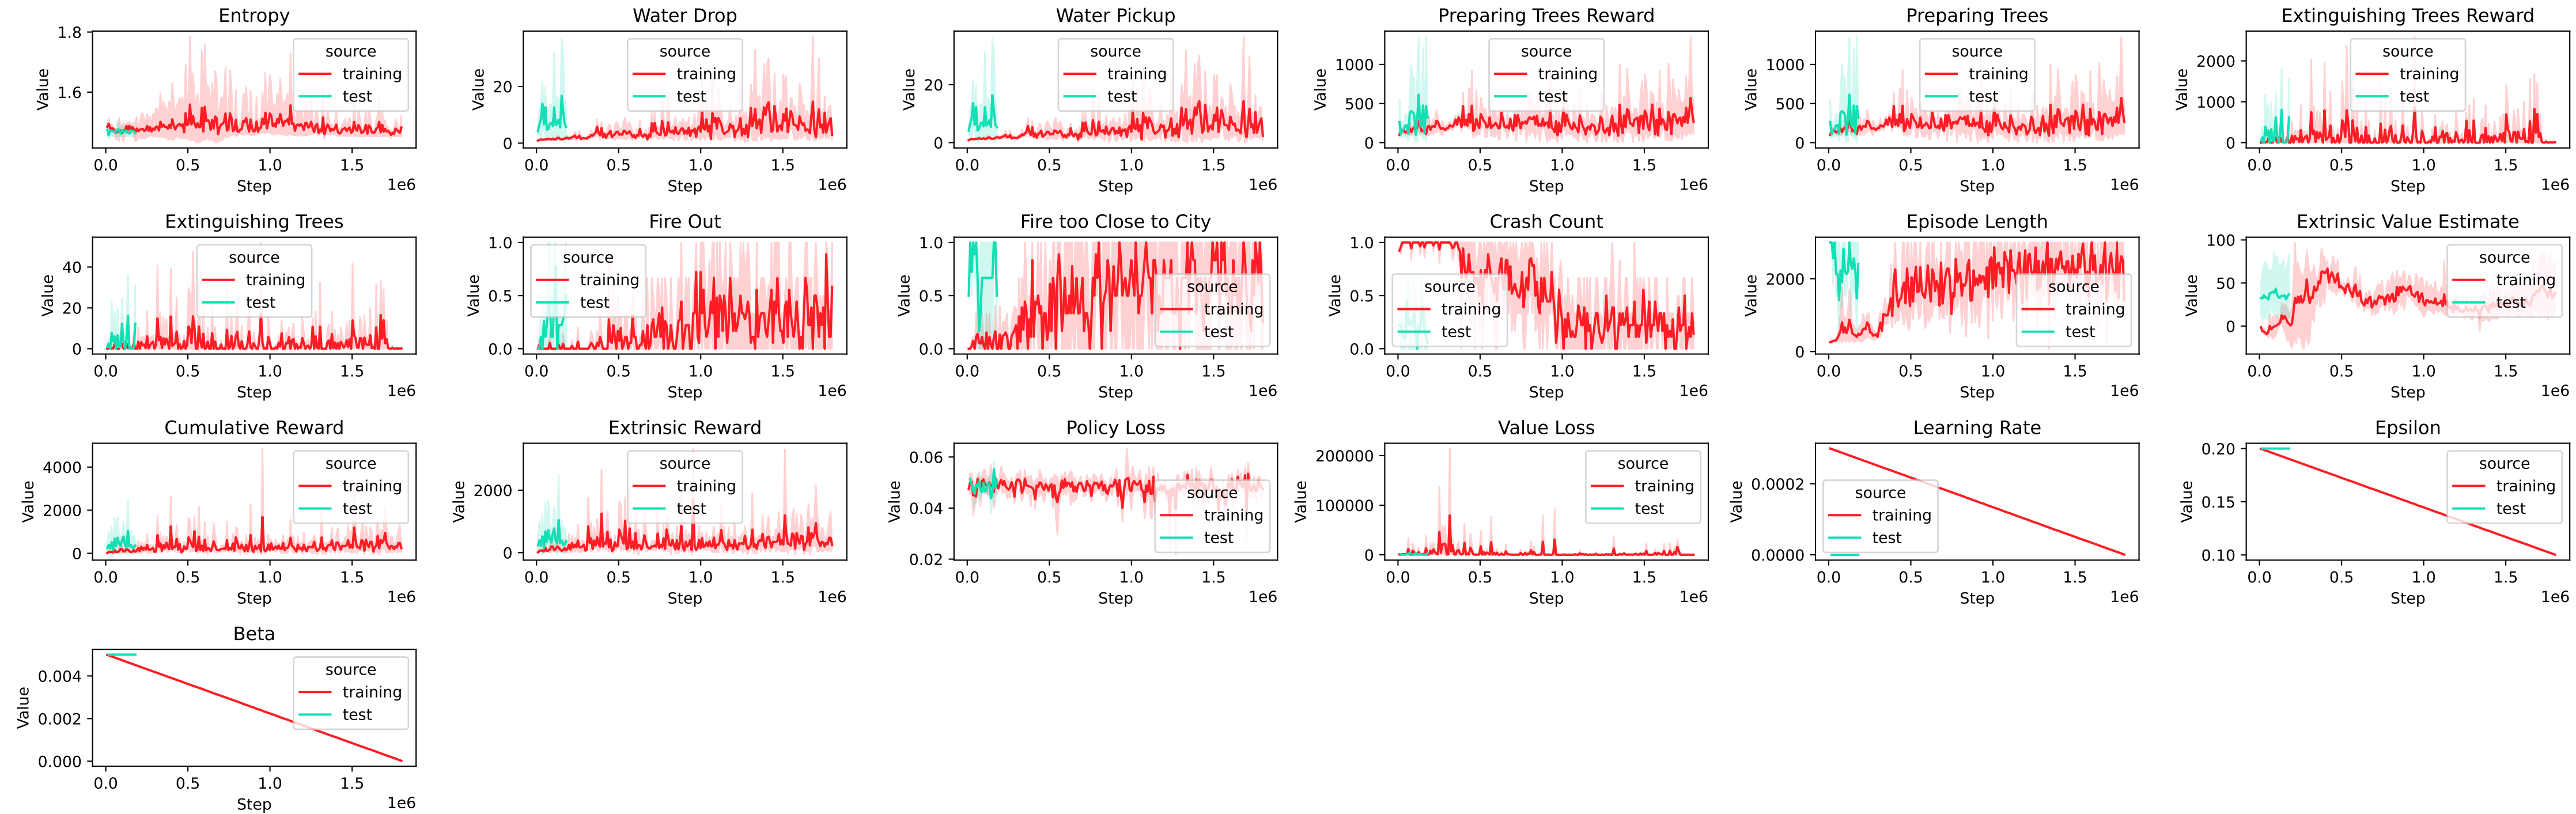 Entropy
Value
1.8
1.6
source
training
test
0.0 0.5 1.0 1.5
Step
1e6
Water Drop
Value
20
0
source
training
test
0.0 0.5 1.0 1.5
Step
1e6
Water Pickup
Value
20
0
source
training
test
0.0 0.5 1.0 1.5
Step
1e6
Preparing Trees Reward
Value
1000
500
0
source
training
test
0.0 0.5 1.0 1.5
Step
1e6
Preparing Trees
Value
1000
500
0
source
training
test
0.0 0.5 1.0 1.5
Step
1e6
Extinguishing Trees Reward
Value
2000
1000
0
source
training
test
0.0 0.5 1.0 1.5
Step
1e6
Extinguishing Trees
Value
40
20
0
source
training
test
0.0 0.5 1.0 1.5
Step
1e6
Fire Out
Value
1.0
0.5
0.0
source
training
test
0.0 0.5 1.0 1.5
Step
1e6
Fire too Close to City
Value
1.0
0.5
0.0
source
training
test
0.0 0.5 1.0 1.5
Step
1e6
Crash Count
Value
1.0
0.5
0.0
source
training
test
0.0 0.5 1.0 1.5
Step
1e6
Episode Length
Value
2000
0
source
training
test
0.0 0.5 1.0 1.5
Step
1e6
Extrinsic Value Estimate
Value
100
50
0
source
training
test
0.0 0.5 1.0 1.5
Step
1e6
Cumulative Reward
Value
4000
2000
0
source
training
test
0.0 0.5 1.0 1.5
Step
1e6
Extrinsic Reward
Value
2000
0
source
training
test
0.0 0.5 1.0 1.5
Step
1e6
Policy Loss
Value
0.06
0.04
0.02
source
training
test
0.0 0.5 1.0 1.5
Step
1e6
Value Loss
Value
200000
100000
0
source
training
test
0.0 0.5 1.0 1.5
Step
1e6
Learning Rate
Value
0.0002
0.0000
source
training
test
0.0 0.5 1.0 1.5
Step
1e6
Epsilon
Value
0.20
0.15
0.10
source
training
test
0.0 0.5 1.0 1.5
Step
1e6
Beta
Value
0.004
0.002
0.000
source
training
test
0.0 0.5 1.0 1.5
Step
1e6